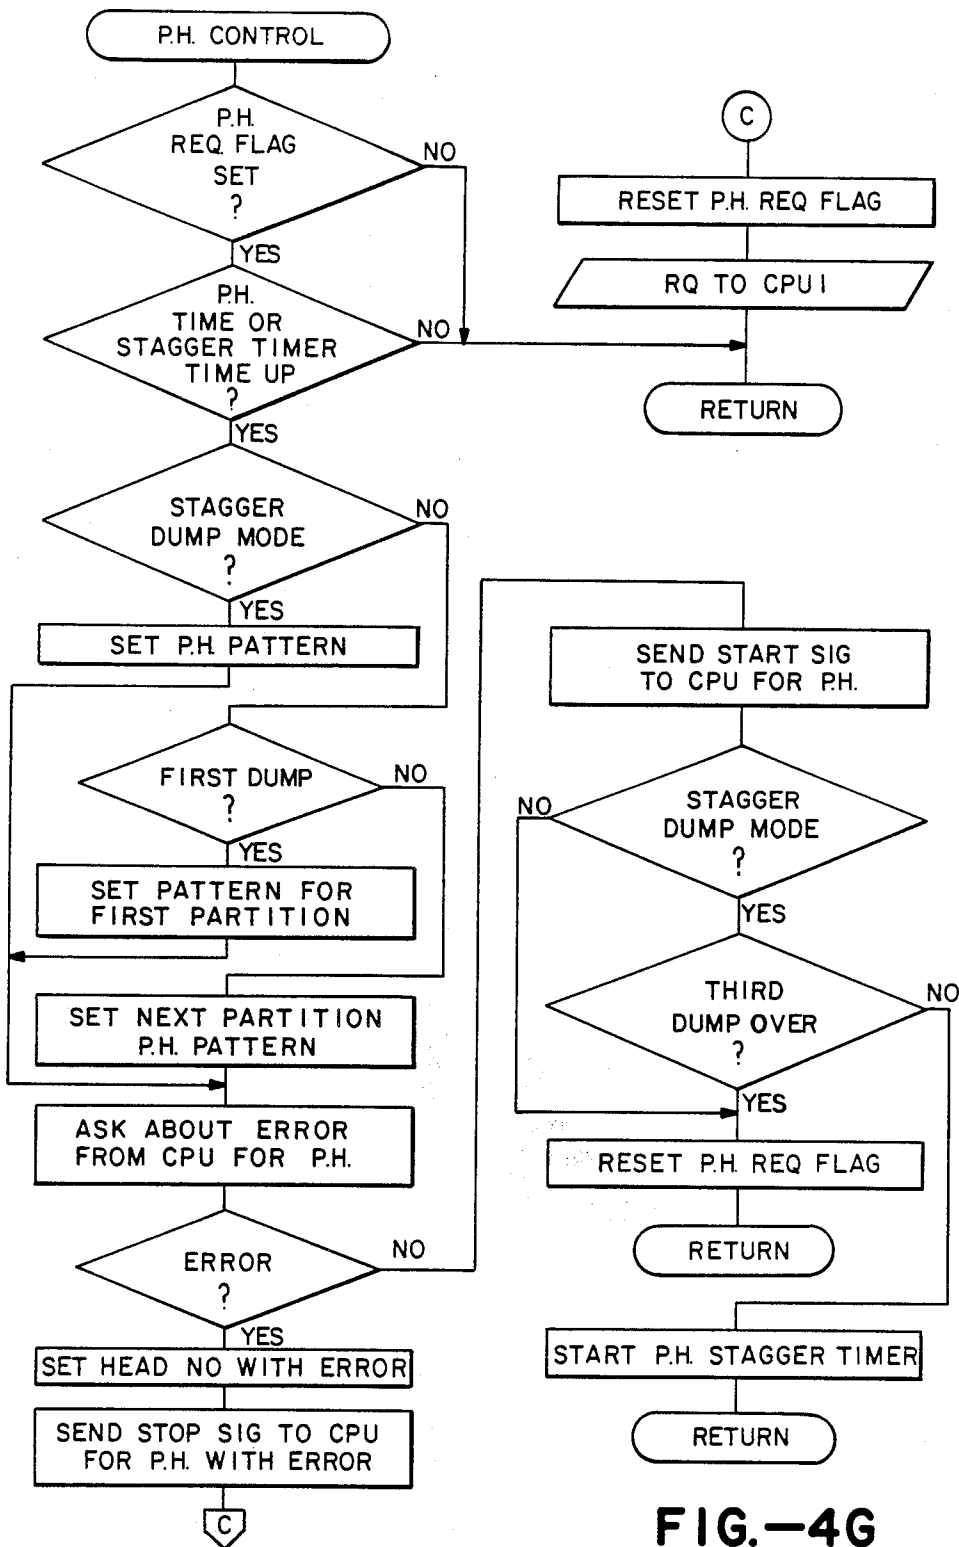 P.H. CONTROL
P.H.
REQ. FLAG
SET
?
NO
YES
P.H.
TIME OR
STAGGER TIMER
TIME UP
?
NO
YES
STAGGER
DUMP MODE
?
NO
YES
SET P.H. PATTERN
FIRST DUMP
?
NO
YES
SET PATTERN FOR
FIRST PARTITION
SET NEXT PARTITION
P.H. PATTERN
ASK ABOUT ERROR
FROM CPU FOR P.H.
ERROR
?
NO
YES
SET HEAD NO WITH ERROR
SEND STOP SIG TO CPU
FOR P.H. WITH ERROR
C
C
RESET P.H. REQ FLAG
RQ TO CPU I
RETURN
SEND START SIG
TO CPU FOR P.H.
STAGGER
DUMP MODE
?
NO
YES
THIRD
DUMP OVER
?
NO
YES
RESET P.H. REQ FLAG
RETURN
START P.H. STAGGER TIMER
RETURN
FIG.—4G